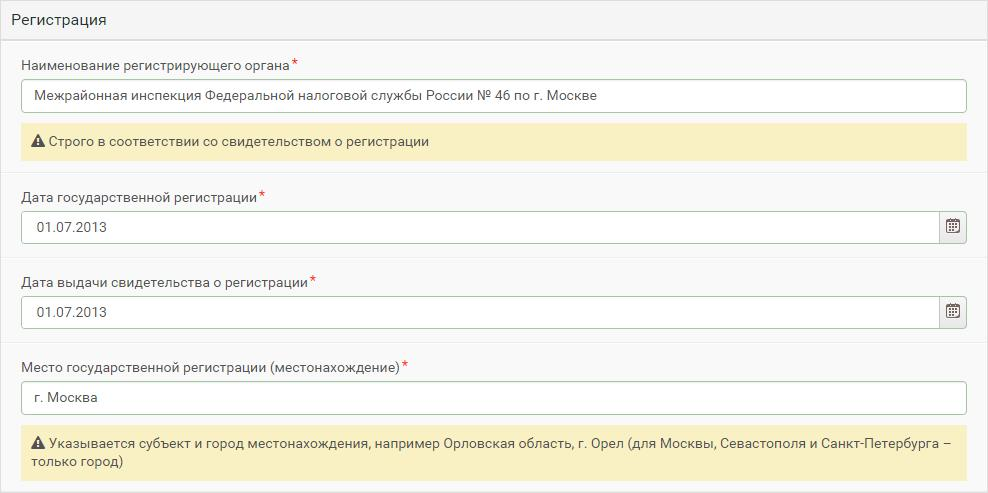 Регистрация
Наименование регистрирующего органа*
Межрайонная инспекция Федеральной налоговой службы России № 46 по г. Москве
Строго в соответствии со свидетельством о регистрации
Дата государственной регистрации*
01.07.2013
Дата выдачи свидетельства о регистрации*
01.07.2013
Место государственной регистрации (местонахождение)*
г. Москва
Указывается субъект и город местонахождения, например Орловская область, г. Орел (для Москвы, Севастополя и Санкт-Петербурга –
только город)